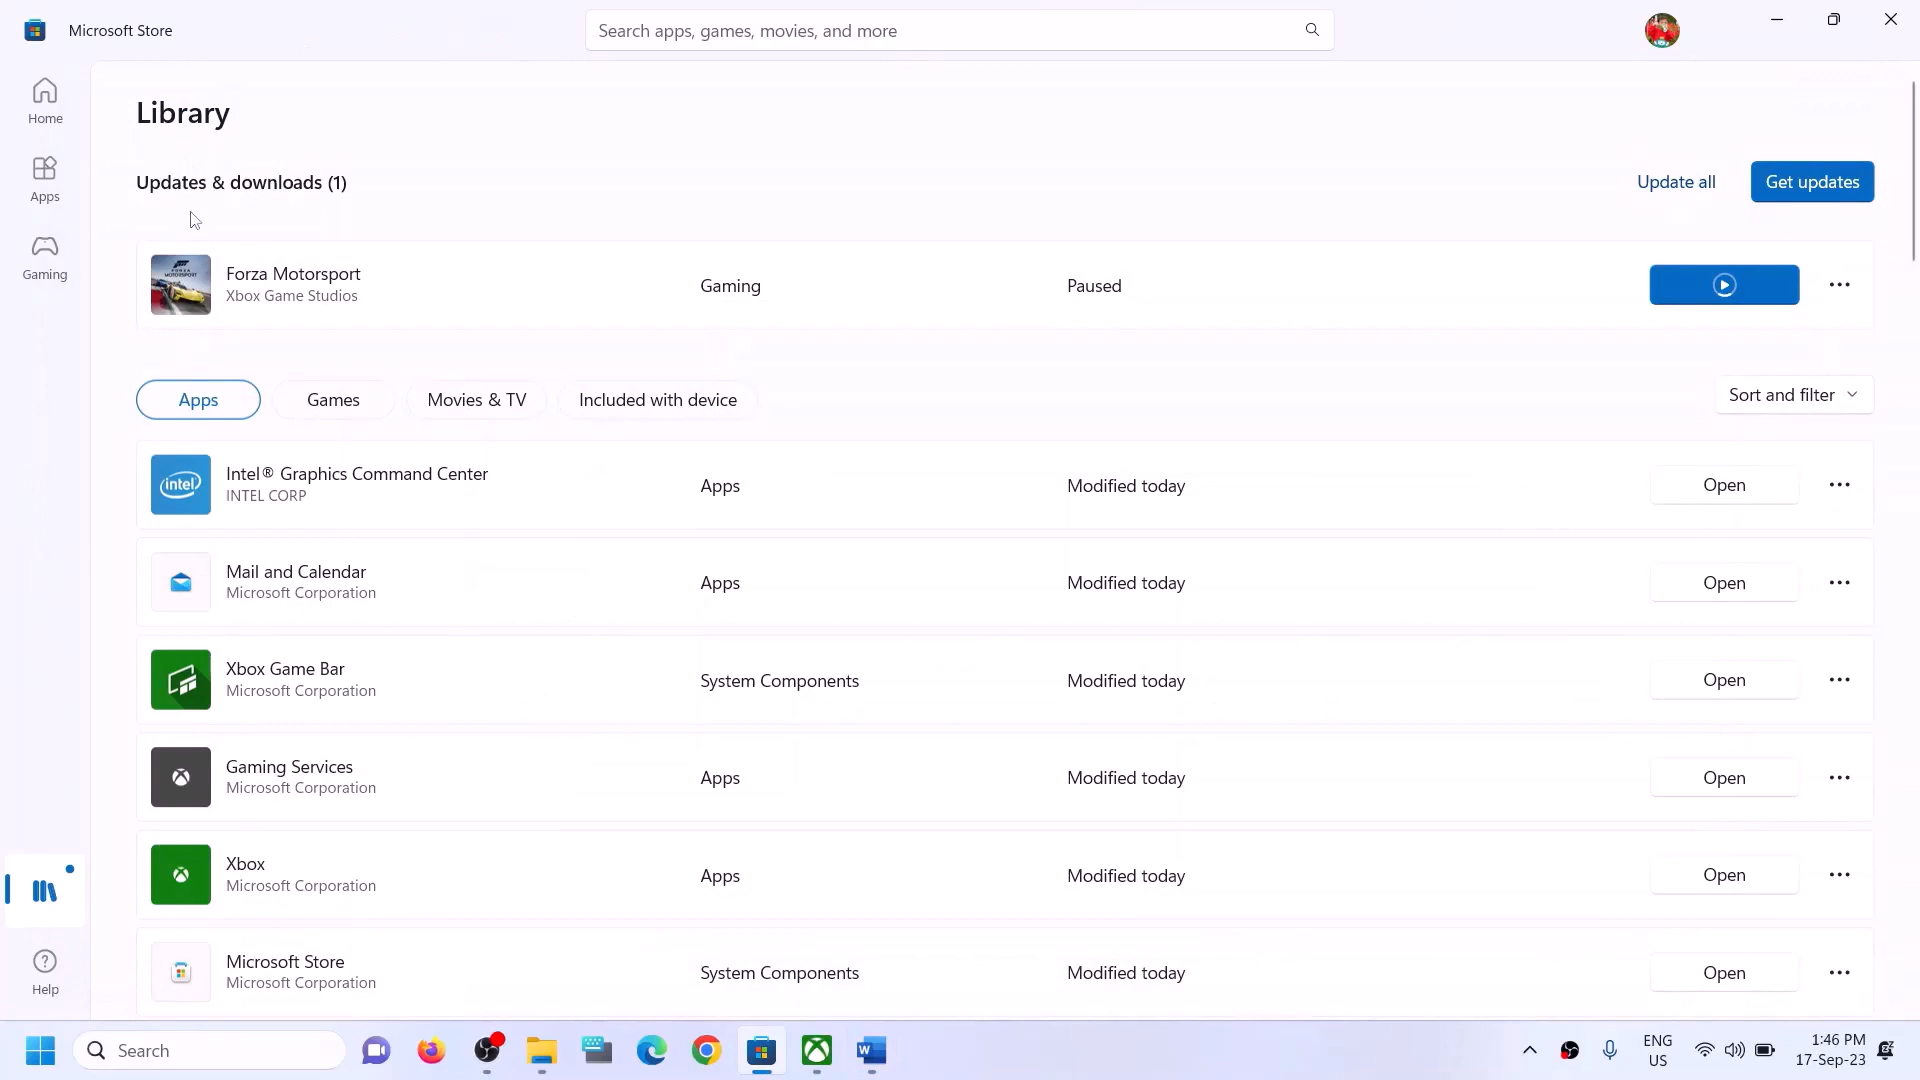 Microsoft Store
Search apps, games, movies, and more
Home
Apps
Gaming
Help
Library
Updates & downloads (1)
Update all
Get updates
FORZA MOTORSPORT
Forza Motorsport
Xbox Game Studios
Gaming
Paused
Apps
Games
Movies & TV
Included with device
Sort and filter
intel
Intel® Graphics Command Center
INTEL CORP
Apps
Modified today
Open
Mail and Calendar
Microsoft Corporation
Apps
Modified today
Open
Xbox Game Bar
Microsoft Corporation
System Components
Modified today
Open
Gaming Services
Microsoft Corporation
Apps
Modified today
Open
Xbox
Microsoft Corporation
Apps
Modified today
Open
Microsoft Store
Microsoft Corporation
System Components
Modified today
Open
Search
W
ENG
US
1:46 PM
17-Sep-23